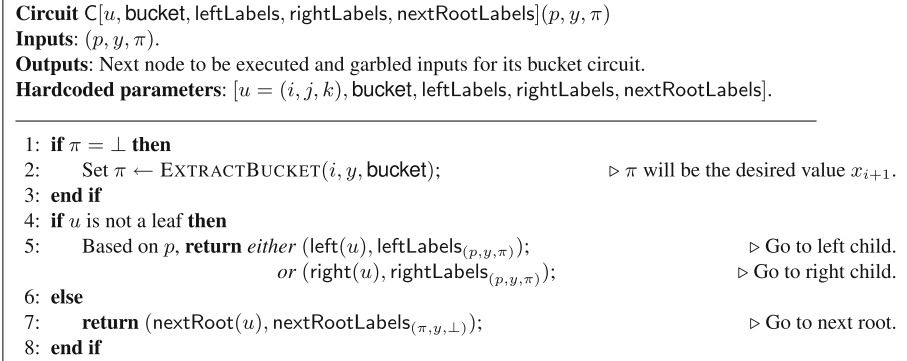 Circuit C[u, bucket, leftLabels, rightLabels, nextRootLabels](p, y, π)
Inputs: (p, y, π).
Outputs: Next node to be executed and garbled inputs for its bucket circuit.
Hardcoded parameters: [u = (i, j, k), bucket, leftLabels, rightLabels, nextRootLabels].
1: if π = ⊥ then
2: Set π ← EXTRACTBUCKET(i, y, bucket); ▷ π will be the desired value x_{i+1}.
3: end if
4: if u is not a leaf then
5: Based on p, return either (left(u), leftLabels_{(p,y,π)}); ▷ Go to left child.
or (right(u), rightLabels_{(p,y,π)}); ▷ Go to right child.
6: else
7: return (nextRoot(u), nextRootLabels_{(π,y,⊥)}); ▷ Go to next root.
8: end if